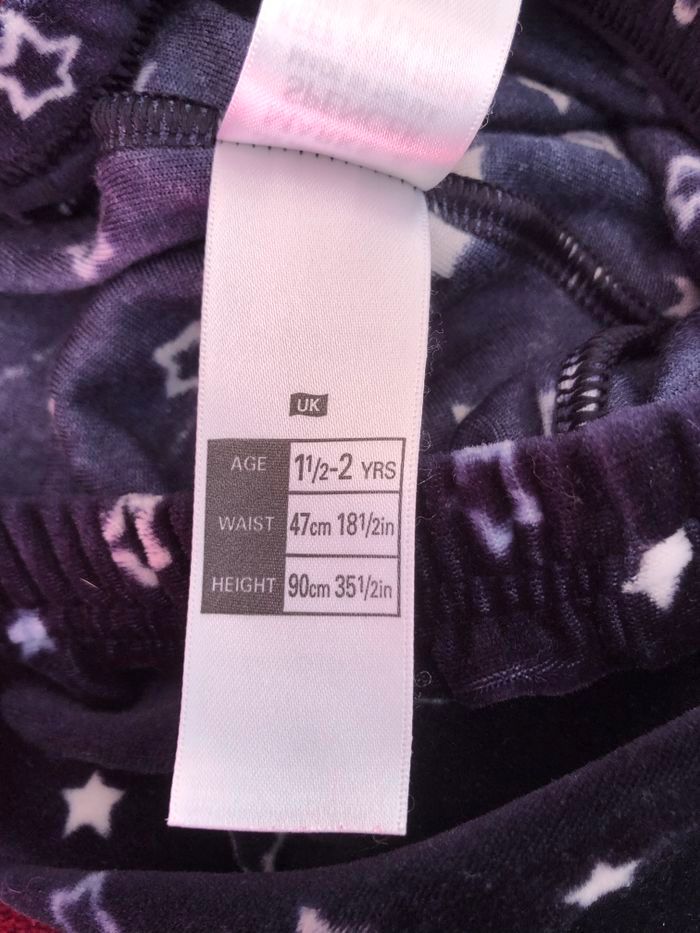 UK
AGE 1½-2 YRS
WAIST 47cm 18½in
HEIGHT 90cm 35½in